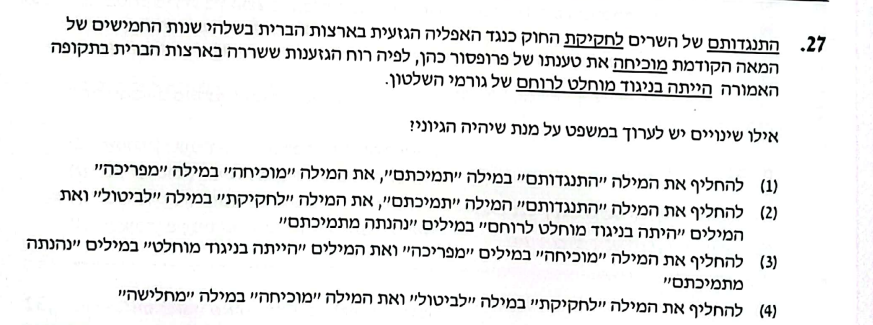 27. התנגדותם של השרים לחקיקת החוק כנגד האפליה הגזעית בארצות הברית בשלהי שנות החמישים של
המאה הקודמת מוכיחה את טענתו של פרופסור כהן, לפיה רוח הגזענות ששררה בארצות הברית בתקופה
האמורה הייתה בניגוד מוחלט לרוחם של גורמי השלטון.
אילו שינויים יש לערוך במשפט על מנת שיהיה הגיוני?
(1) להחליף את המילה "התנגדותם" במילה "תמיכתם", את המילה "מוכיחה" במילה "מפריכה"
(2) להחליף את המילה "התנגדותם" המילה "תמיכתם", את המילה "לחקיקת" במילה "לביטול" ואת
המילים "היתה בניגוד מוחלט לרוחם" במילים "נהנתה מתמיכתם"
(3) להחליף את המילה "מוכיחה" במילים "מפריכה" ואת המילים "הייתה בניגוד מוחלט" במילים "נהנתה
מתמיכתם"
(4) להחליף את המילה "לחקיקת" במילה "לביטול" ואת המילה "מוכיחה" במילה "מחלישה"